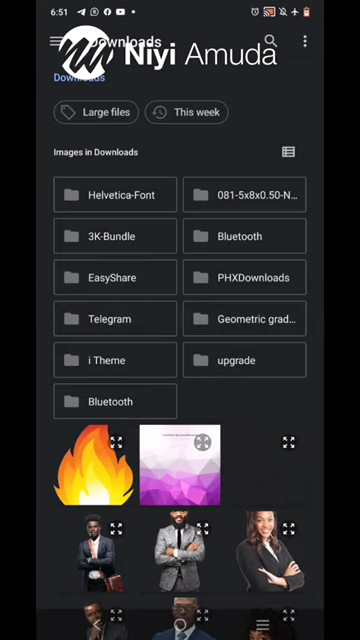 6:51
Downloads
Niyi Amuda
Downloads
Large files
This week
Images in Downloads
Helvetica-Font
081-5x8x0.50-N...
3K-Bundle
Bluetooth
EasyShare
PHXDownloads
Telegram
Geometric grad...
i Theme
upgrade
Bluetooth